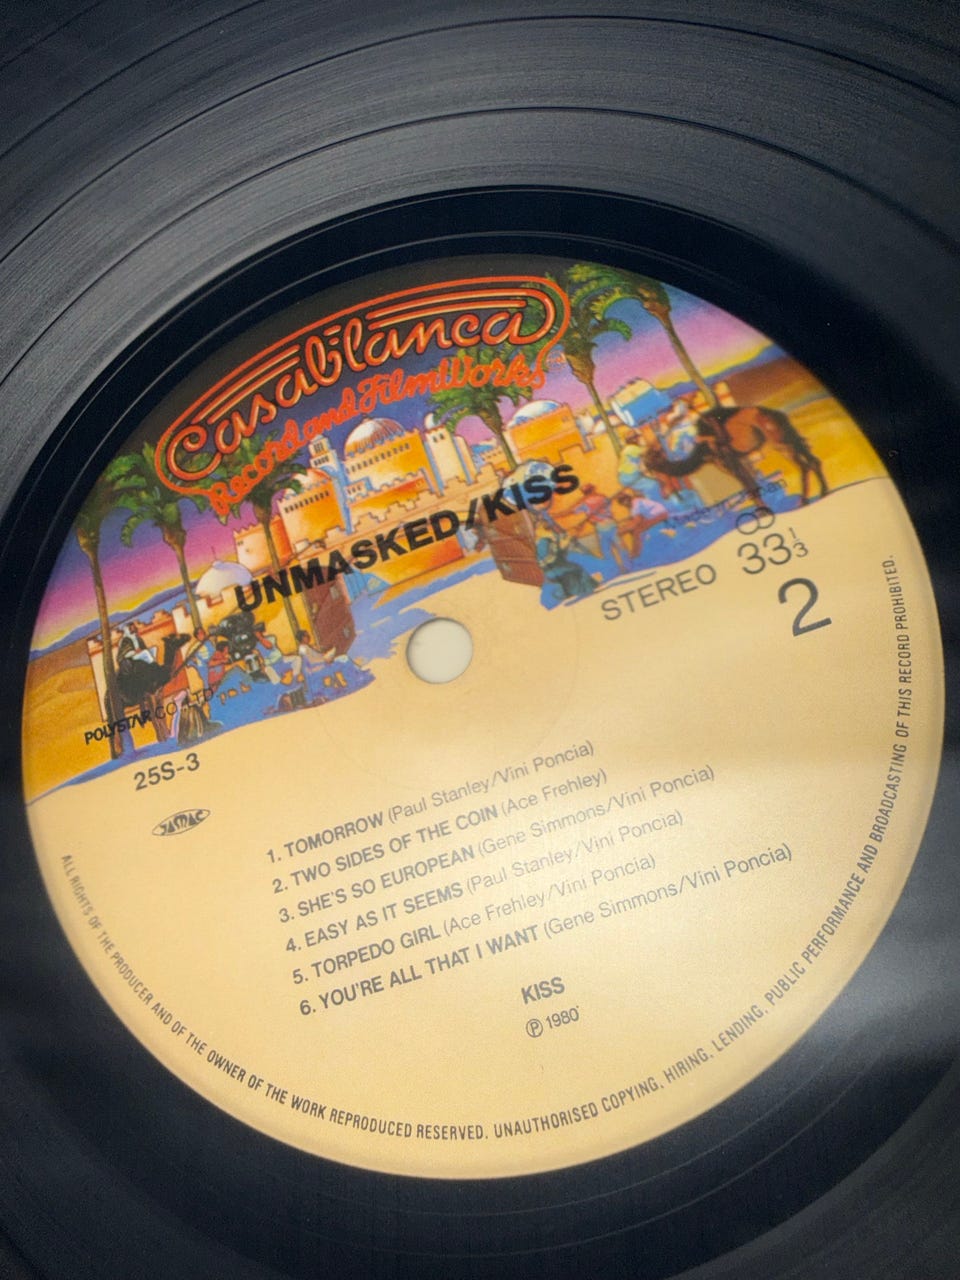 Casablanca
Record and FilmWorks
UNMASKED/KISS
STEREO 33 1/3
2
POLYSTAR CO., LTD.
25S-3
JASRAC
1. TOMORROW (Paul Stanley/Vini Poncia)
2. TWO SIDES OF THE COIN (Ace Frehley)
3. SHE'S SO EUROPEAN (Gene Simmons/Vini Poncia)
4. EASY AS IT SEEMS (Paul Stanley/Vini Poncia)
5. TORPEDO GIRL (Ace Frehley/Vini Poncia)
6. YOU'RE ALL THAT I WANT (Gene Simmons/Vini Poncia)
KISS
Ⓟ 1980
ALL RIGHTS OF THE PRODUCER AND OF THE OWNER OF THE WORK REPRODUCED RESERVED. UNAUTHORISED COPYING, HIRING, LENDING, PUBLIC PERFORMANCE AND BROADCASTING OF THIS RECORD PROHIBITED.